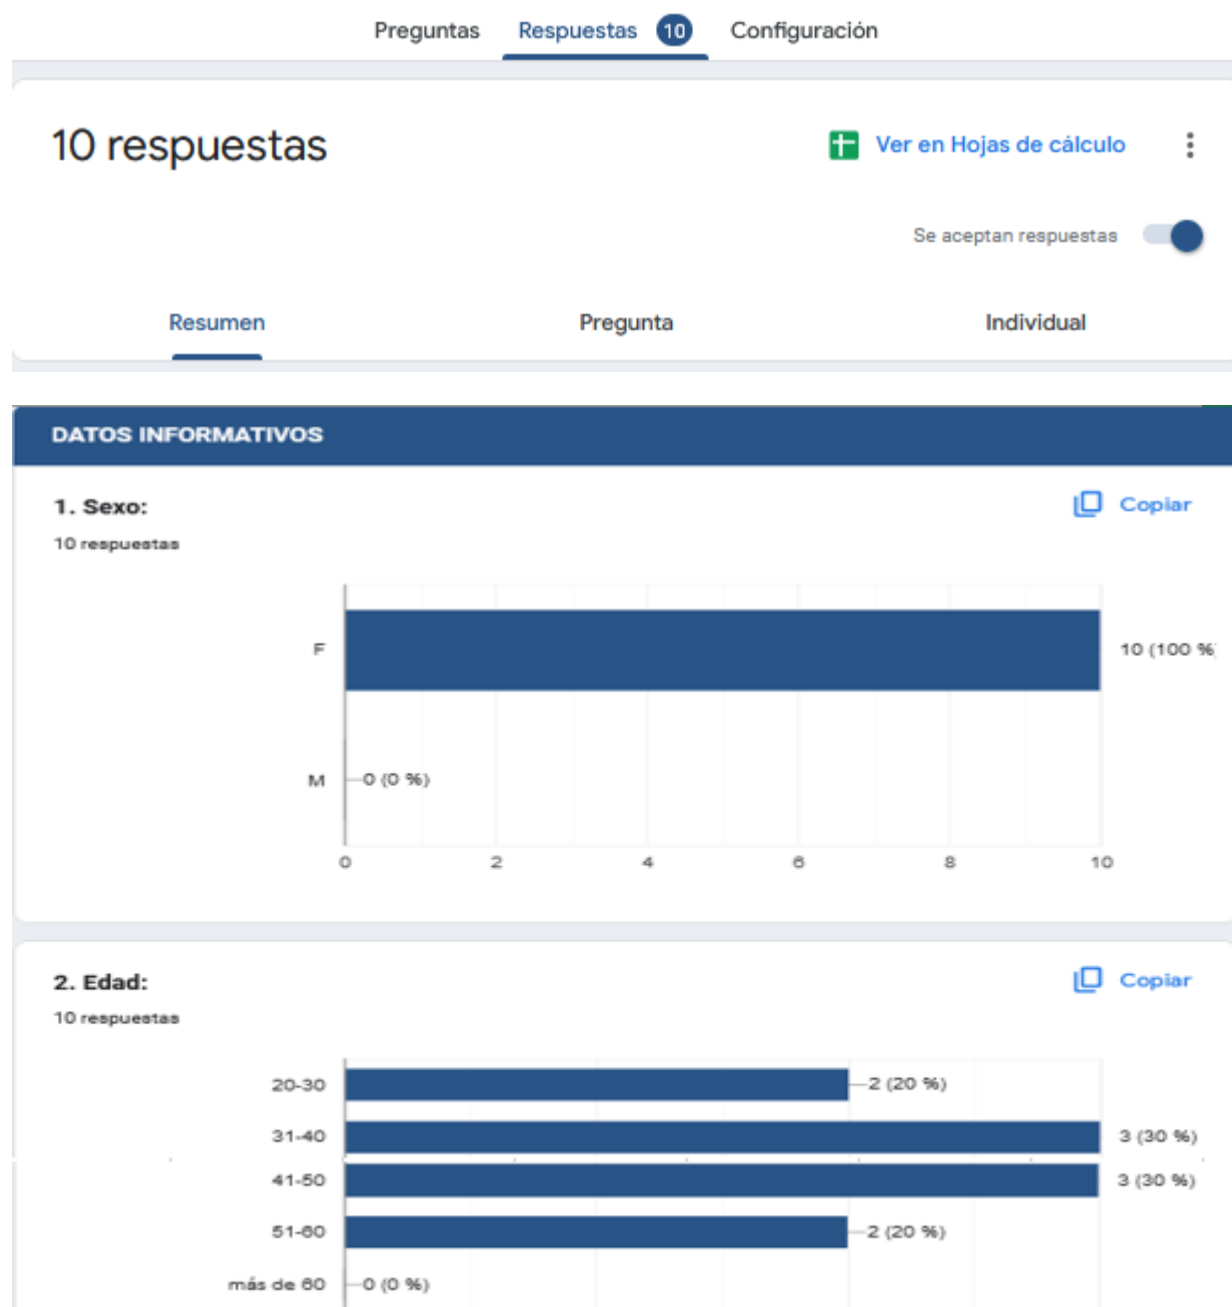 Preguntas Respuestas 10 Configuración
10 respuestas
Ver en Hojas de cálculo
Se aceptan respuestas
Resumen Pregunta Individual
DATOS INFORMATIVOS
1. Sexo:
Copiar
10 respuestas
F 10 (100 %)
M 0 (0 %)
0 2 4 6 8 10
2. Edad:
Copiar
10 respuestas
20-30 2 (20 %)
31-40 3 (30 %)
41-50 3 (30 %)
51-60 2 (20 %)
más de 60 0 (0 %)